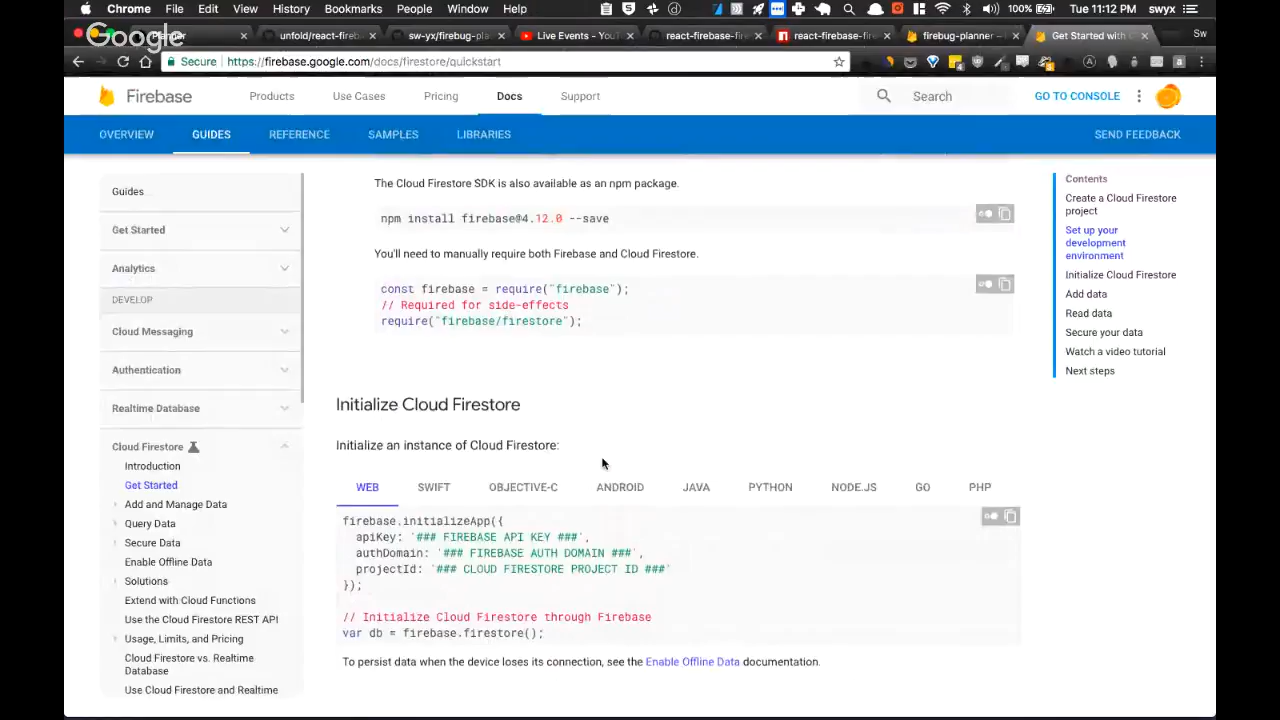 Chrome File Edit View History Bookmarks People Window Help 100% Tue 11:12 PM swyx
Google
unfold/react-fireba sw-yx/firebug-pla Live Events - YouT react-firebase-fire react-firebase-fires firebug-planner – Get Started with C Sw
Secure https://firebase.google.com/docs/firestore/quickstart
Firebase Products Use Cases Pricing Docs Support Search GO TO CONSOLE
OVERVIEW GUIDES REFERENCE SAMPLES LIBRARIES SEND FEEDBACK
Guides
Get Started
Analytics
DEVELOP
Cloud Messaging
Authentication
Realtime Database
Cloud Firestore
Introduction
Get Started
Add and Manage Data
Query Data
Secure Data
Enable Offline Data
Solutions
Extend with Cloud Functions
Use the Cloud Firestore REST API
Usage, Limits, and Pricing
Cloud Firestore vs. Realtime
Database
Use Cloud Firestore and Realtime
The Cloud Firestore SDK is also available as an npm package.
npm install firebase@4.12.0 --save
You'll need to manually require both Firebase and Cloud Firestore.
const firebase = require("firebase");
// Required for side-effects
require("firebase/firestore");
Initialize Cloud Firestore
Initialize an instance of Cloud Firestore:
WEB SWIFT OBJECTIVE-C ANDROID JAVA PYTHON NODE.JS GO PHP
firebase.initializeApp({
apiKey: '### FIREBASE API KEY ###',
authDomain: '### FIREBASE AUTH DOMAIN ###',
projectId: '### CLOUD FIRESTORE PROJECT ID ###'
});
// Initialize Cloud Firestore through Firebase
var db = firebase.firestore();
To persist data when the device loses its connection, see the Enable Offline Data documentation.
Contents
Create a Cloud Firestore
project
Set up your
development
environment
Initialize Cloud Firestore
Add data
Read data
Secure your data
Watch a video tutorial
Next steps